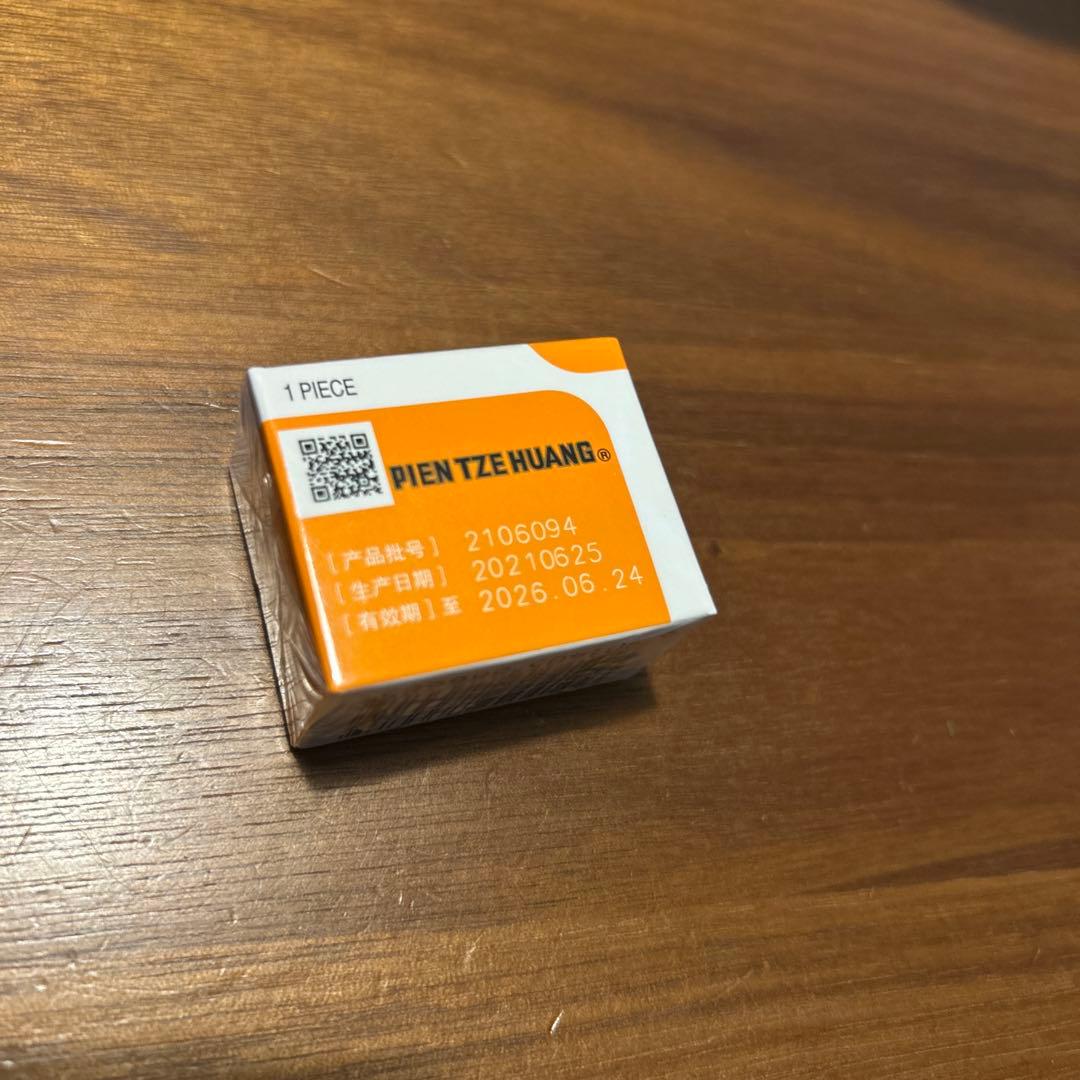 1 PIECE
PIEN TZE HUANG®
[产品批号] 2106094
[生产日期] 20210625
[有效期]至 2026.06.24